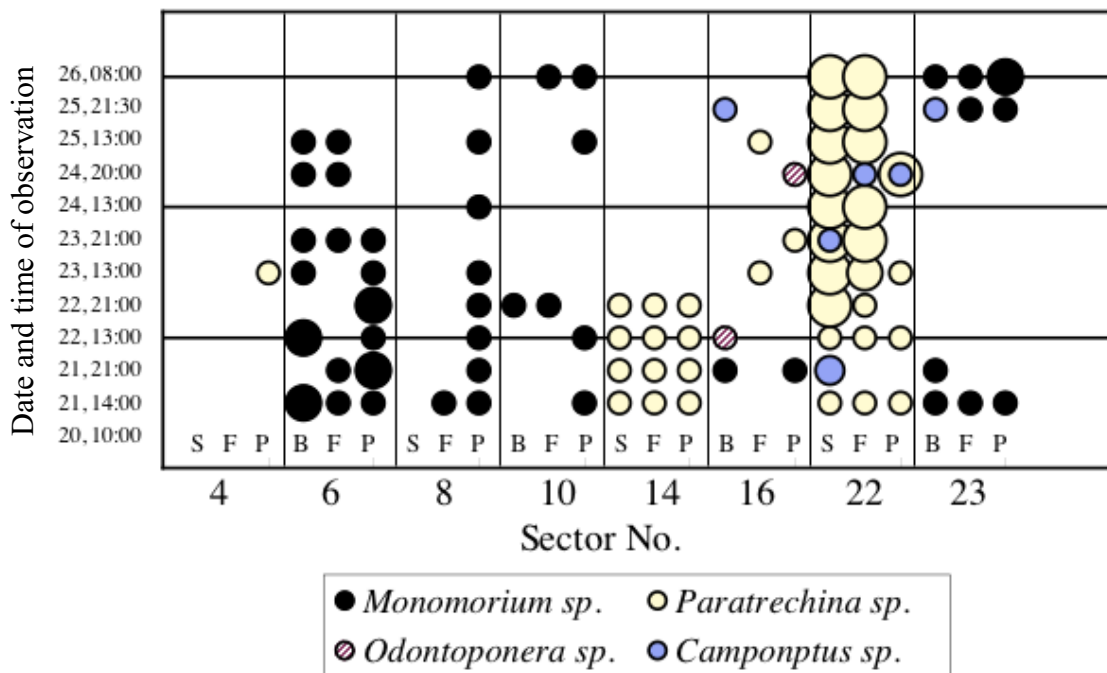 Date and time of observation
26, 08:00
25, 21:30
25, 13:00
24, 20:00
24, 13:00
23, 21:00
23, 13:00
22, 21:00
22, 13:00
21, 21:00
21, 14:00
20, 10:00
S F P B F P S F P B F P S F P B F P S F P B F P
4 6 8 10 14 16 22 23
Sector No.
Monomorium sp. Paratrechina sp.
Odontoponera sp. Camponptus sp.